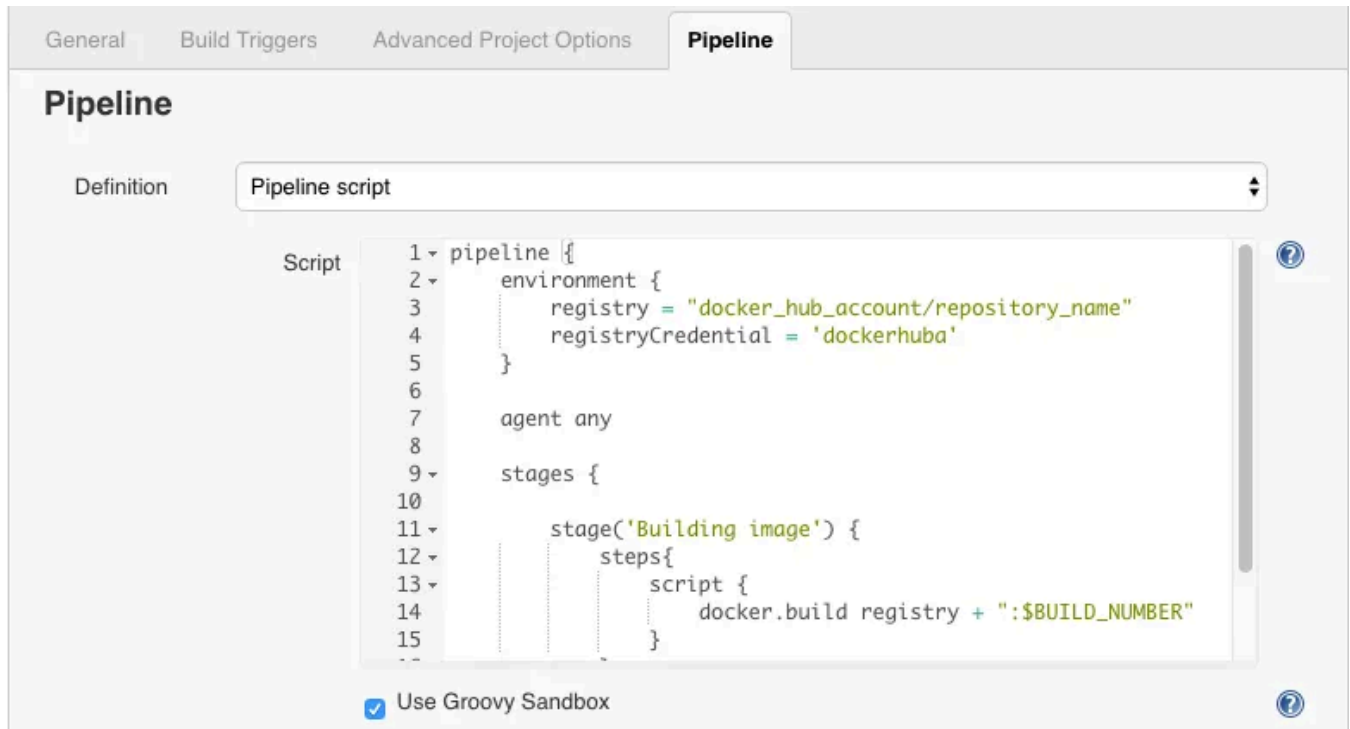 General Build Triggers Advanced Project Options Pipeline
Pipeline
Definition Pipeline script
Script
1 pipeline {
2 environment {
3 registry = "docker_hub_account/repository_name"
4 registryCredential = 'dockerhuba'
5 }
6
7 agent any
8
9 stages {
10
11 stage('Building image') {
12 steps{
13 script {
14 docker.build registry + ":$BUILD_NUMBER"
15 }
Use Groovy Sandbox